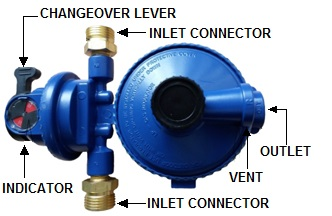 CHANGEOVER LEVER
INLET CONNECTOR
OUTLET
VENT
INDICATOR
INLET CONNECTOR